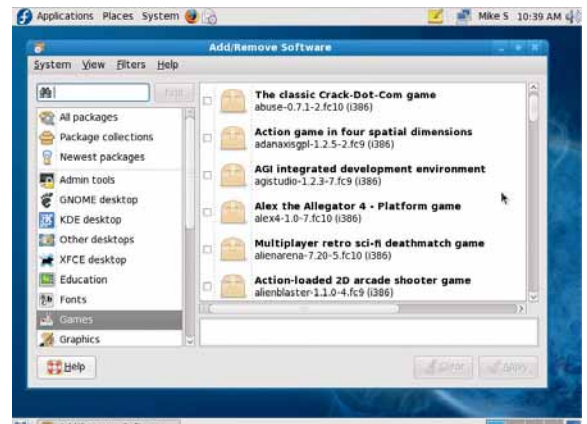 Applications Places System
Mike S 10:39 AM
Add/Remove Software
System View Filters Help
Find
All packages
Package collections
Newest packages
Admin tools
GNOME desktop
KDE desktop
Other desktops
XFCE desktop
Education
Fonts
Games
Graphics
The classic Crack-Dot-Com game
abuse-0.7.1-2.fc10 (i386)
Action game in four spatial dimensions
adanaxisgpl-1.2.5-2.fc9 (i386)
AGI integrated development environment
agistudio-1.2.3-7.fc9 (i386)
Alex the Allegator 4 - Platform game
alex4-1.0-7.fc10 (i386)
Multiplayer retro sci-fi deathmatch game
alienarena-7.20-5.fc10 (i386)
Action-loaded 2D arcade shooter game
alienblaster-1.1.0-4.fc9 (i386)
Help
Clear
Apply